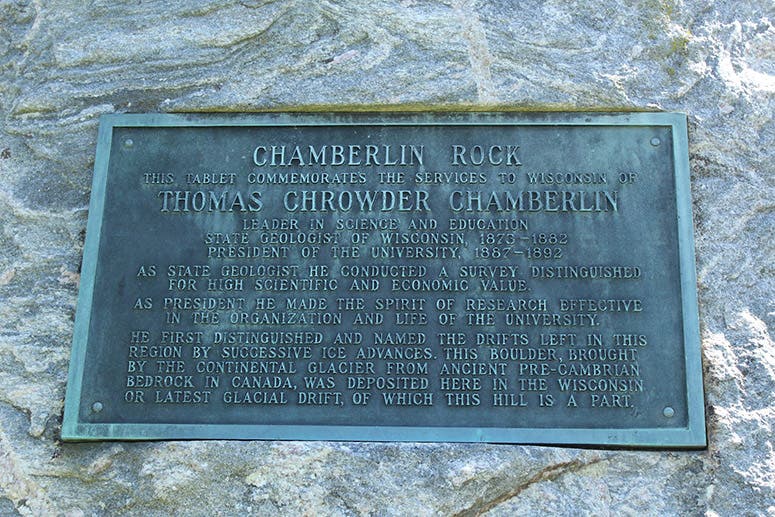 CHAMBERLIN ROCK
THIS TABLET COMMEMORATES THE SERVICES TO WISCONSIN OF
THOMAS CHROWDER CHAMBERLIN
LEADER IN SCIENCE AND EDUCATION
STATE GEOLOGIST OF WISCONSIN, 1873-1882
PRESIDENT OF THE UNIVERSITY, 1887-1892
AS STATE GEOLOGIST HE CONDUCTED A SURVEY DISTINGUISHED
FOR HIGH SCIENTIFIC AND ECONOMIC VALUE.
AS PRESIDENT HE MADE THE SPIRIT OF RESEARCH EFFECTIVE
IN THE ORGANIZATION AND LIFE OF THE UNIVERSITY.
HE FIRST DISTINGUISHED AND NAMED THE DRIFTS LEFT IN THIS
REGION BY SUCCESSIVE ICE ADVANCES. THIS BOULDER, BROUGHT
BY THE CONTINENTAL GLACIER FROM ANCIENT PRE-CAMBRIAN
BEDROCK IN CANADA, WAS DEPOSITED HERE IN THE WISCONSIN
OR LATEST GLACIAL DRIFT, OF WHICH THIS HILL IS A PART.